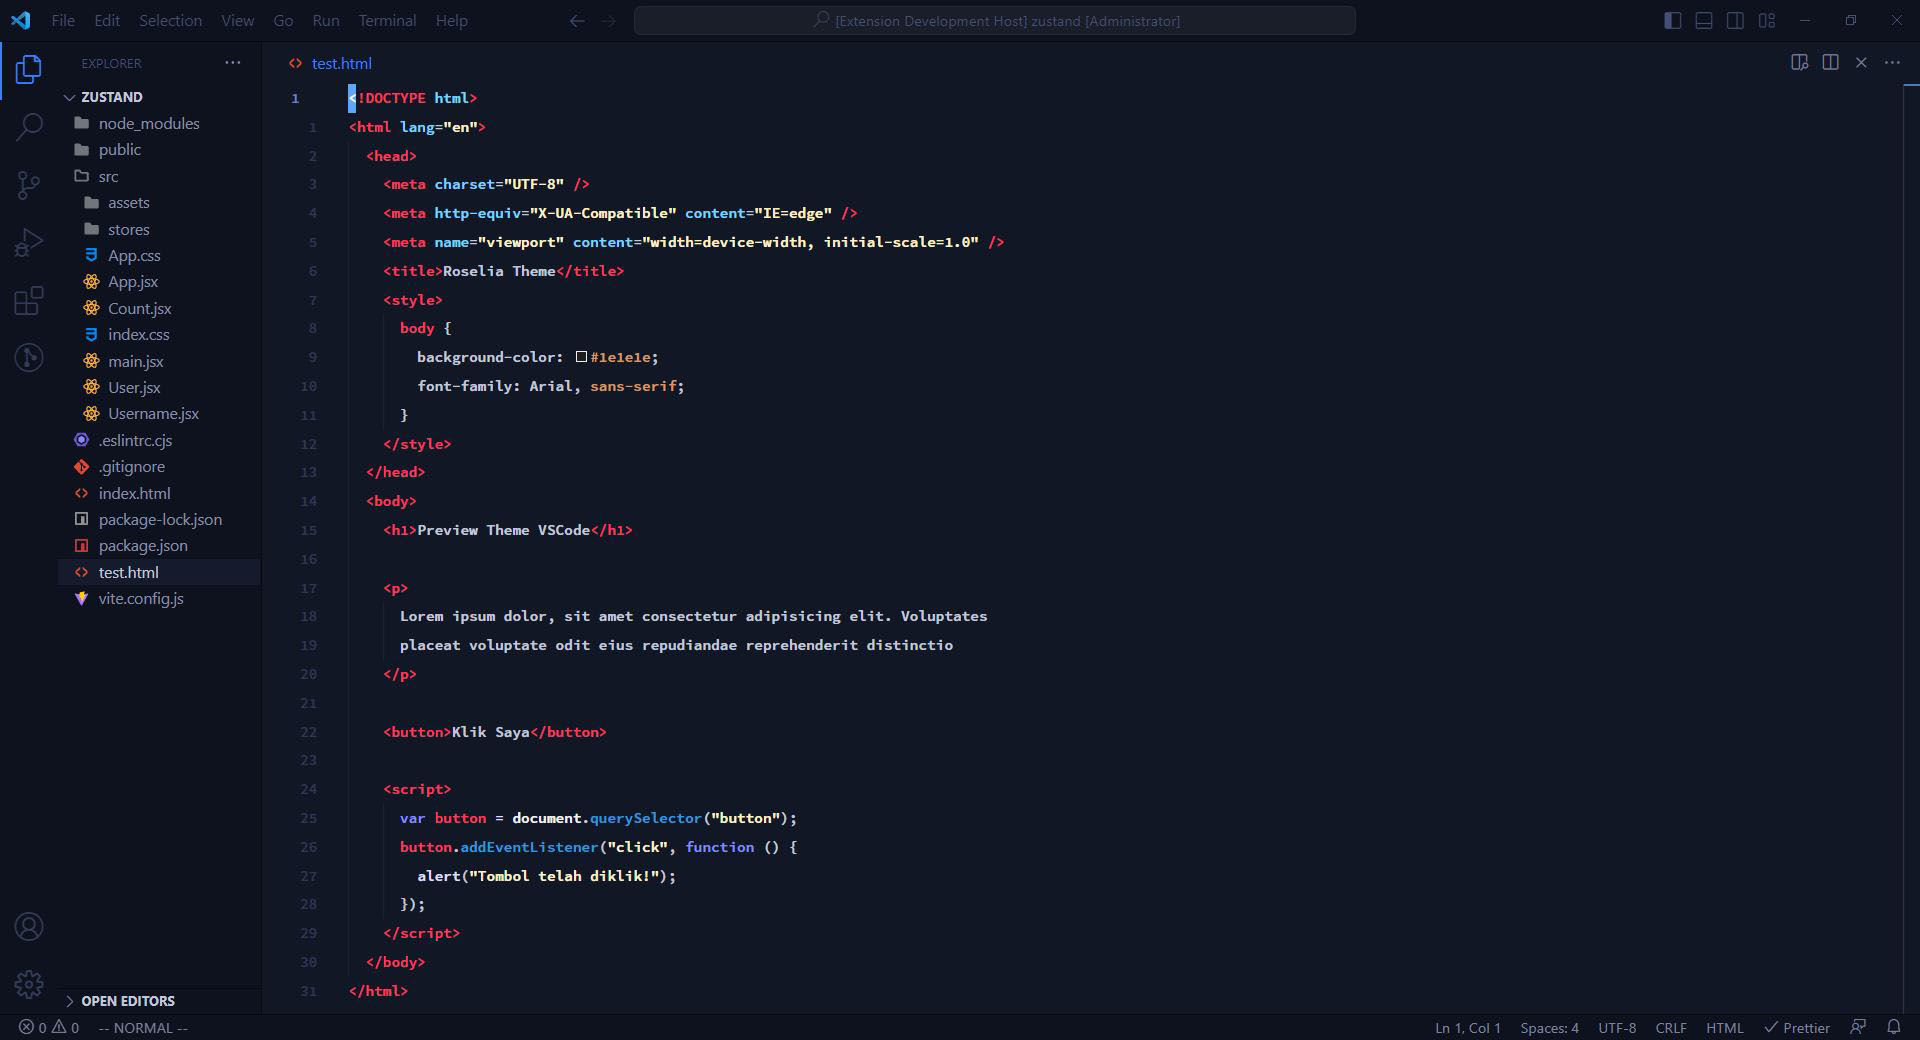 File Edit Selection View Go Run Terminal Help
[Extension Development Host] zustand [Administrator]
EXPLORER
ZUSTAND
node_modules
public
src
assets
stores
App.css
App.jsx
Count.jsx
index.css
main.jsx
User.jsx
Username.jsx
.eslintrc.cjs
.gitignore
index.html
package-lock.json
package.json
test.html
vite.config.js
OPEN EDITORS
test.html
1 <!DOCTYPE html>
1 <html lang="en">
2 <head>
3 <meta charset="UTF-8" />
4 <meta http-equiv="X-UA-Compatible" content="IE=edge" />
5 <meta name="viewport" content="width=device-width, initial-scale=1.0" />
6 <title>Roselia Theme</title>
7 <style>
8 body {
9 background-color: #1e1e1e;
10 font-family: Arial, sans-serif;
11 }
12 </style>
13 </head>
14 <body>
15 <h1>Preview Theme VSCode</h1>
16
17 <p>
18 Lorem ipsum dolor, sit amet consectetur adipisicing elit. Voluptates
19 placeat voluptate odit eius repudiandae reprehenderit distinctio
20 </p>
21
22 <button>Klik Saya</button>
23
24 <script>
25 var button = document.querySelector("button");
26 button.addEventListener("click", function () {
27 alert("Tombol telah diklik!");
28 });
29 </script>
30 </body>
31 </html>
0 0 -- NORMAL -- Ln 1, Col 1 Spaces: 4 UTF-8 CRLF HTML Prettier